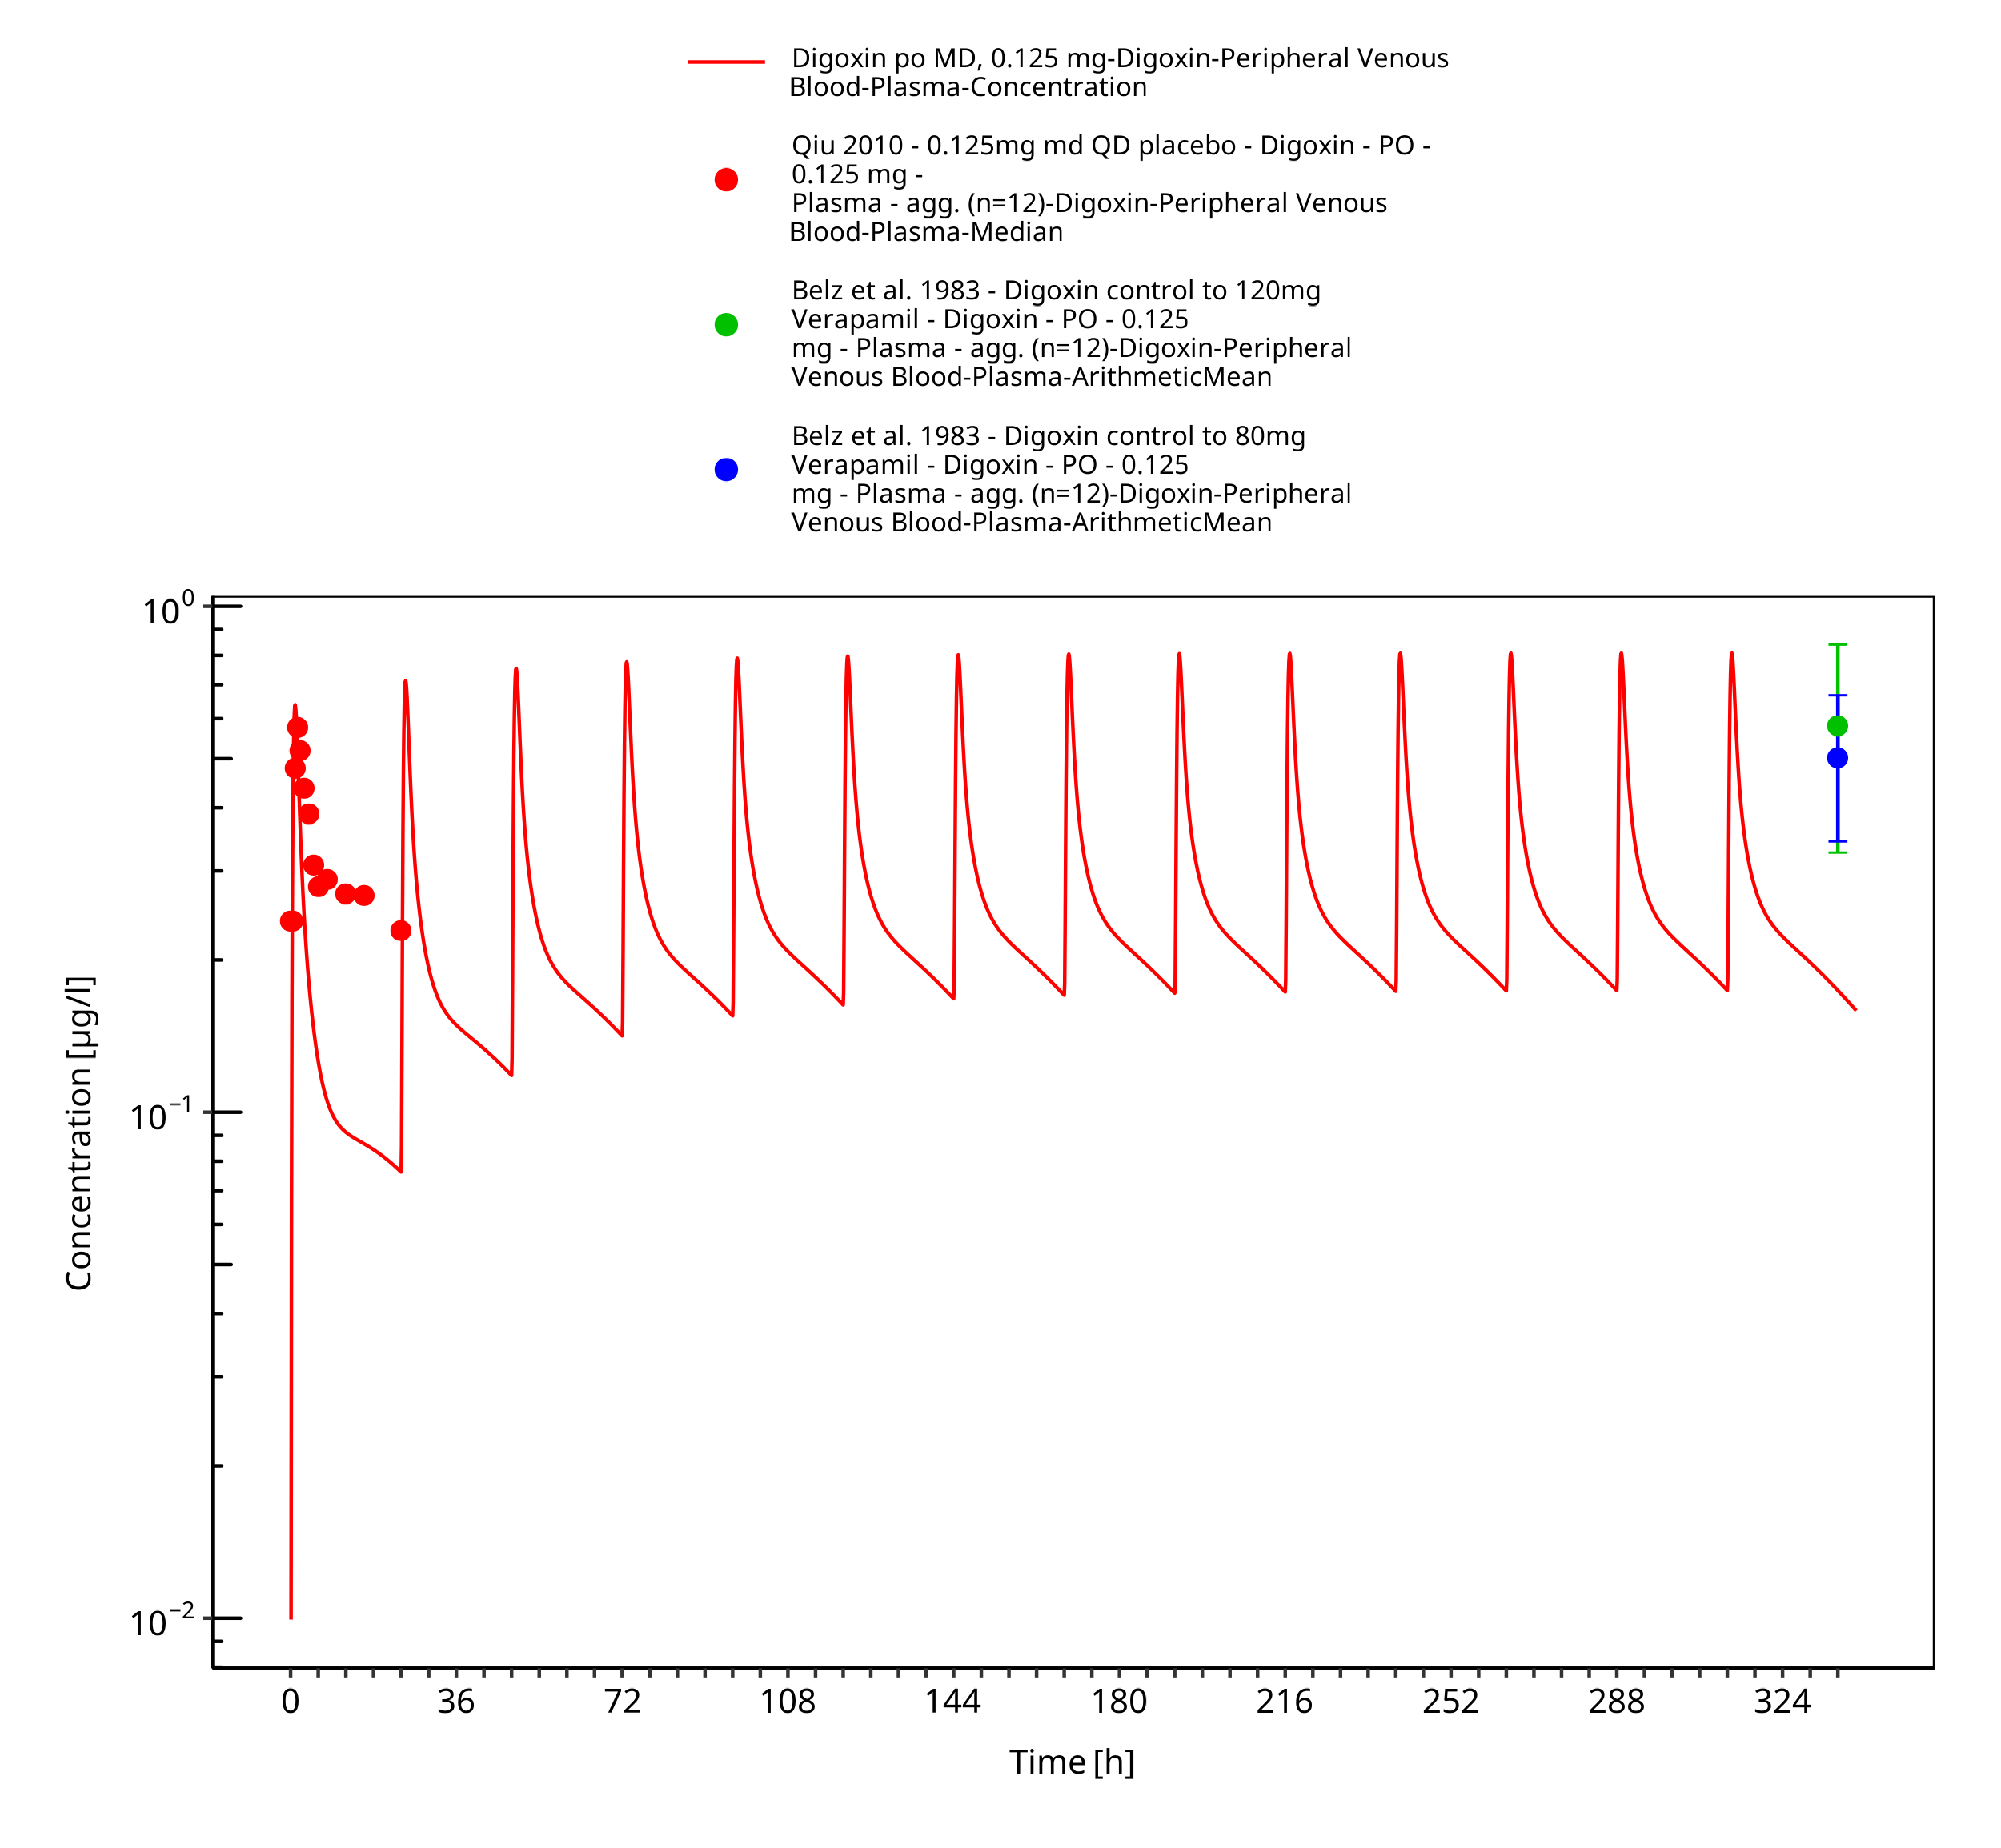 Digoxin po MD, 0.125 mg-Digoxin-Peripheral Venous
Blood-Plasma-Concentration
Qiu 2010 - 0.125mg md QD placebo - Digoxin - PO -
0.125 mg -
Plasma - agg. (n=12)-Digoxin-Peripheral Venous
Blood-Plasma-Median
Belz et al. 1983 - Digoxin control to 120mg
Verapamil - Digoxin - PO - 0.125
mg - Plasma - agg. (n=12)-Digoxin-Peripheral
Venous Blood-Plasma-ArithmeticMean
Belz et al. 1983 - Digoxin control to 80mg
Verapamil - Digoxin - PO - 0.125
mg - Plasma - agg. (n=12)-Digoxin-Peripheral
Venous Blood-Plasma-ArithmeticMean
10⁰
10⁻¹
10⁻²
Concentration [µg/l]
0 36 72 108 144 180 216 252 288 324
Time [h]